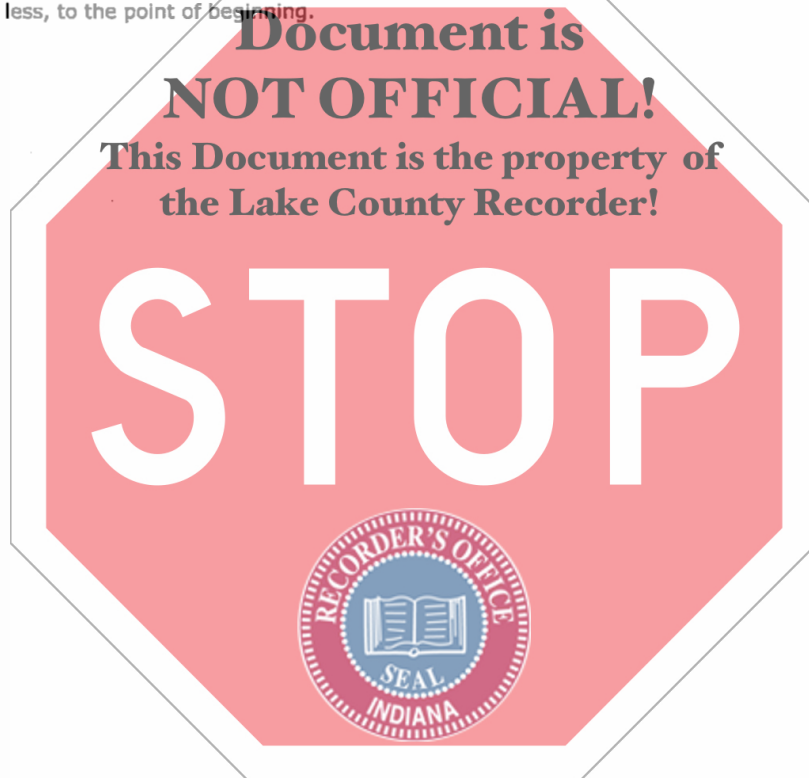 less, to the point of beginning.
Document is
NOT OFFICIAL!
This Document is the property of
the Lake County Recorder!
STOP
RECORDER'S OFFICE
SEAL
INDIANA